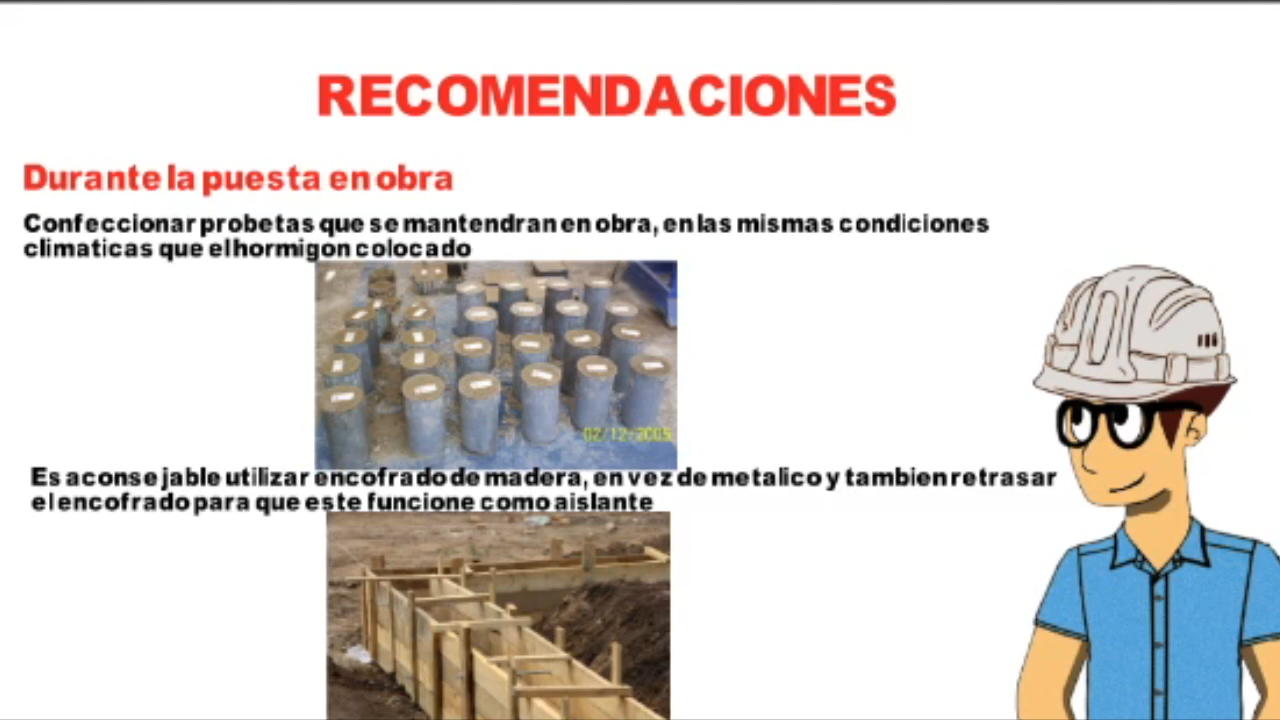 RECOMENDACIONES
Durante la puesta en obra
Confeccionar probetas que se mantendran en obra, en las mismas condiciones
climaticas que el hormigon colocado
02/12/2005
Es aconsejable utilizar encofrado de madera, en vez de metalico y tambien retrasar
el encofrado para que este funcione como aislante